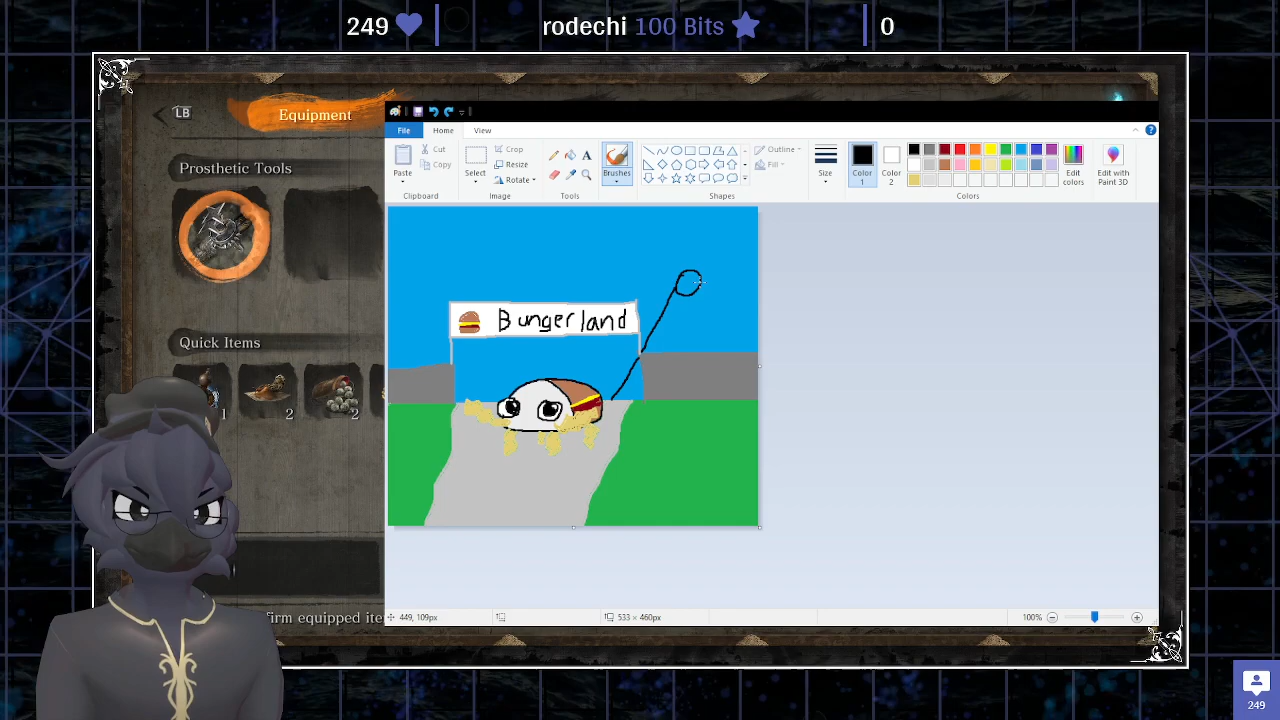 249 rodechi 100 Bits 0
LB Equipment
Prosthetic Tools
Quick Items
1 2 2
firm equipped ite
File Home View
Paste Cut Copy
Clipboard
Select Crop Resize Rotate
Image
A
Tools
Brushes
Outline Fill
Shapes
Size
Color 1
Color 2
Edit colors
Edit with Paint 3D
Colors
Bungerland
449, 109px
533 × 460px
100%
249